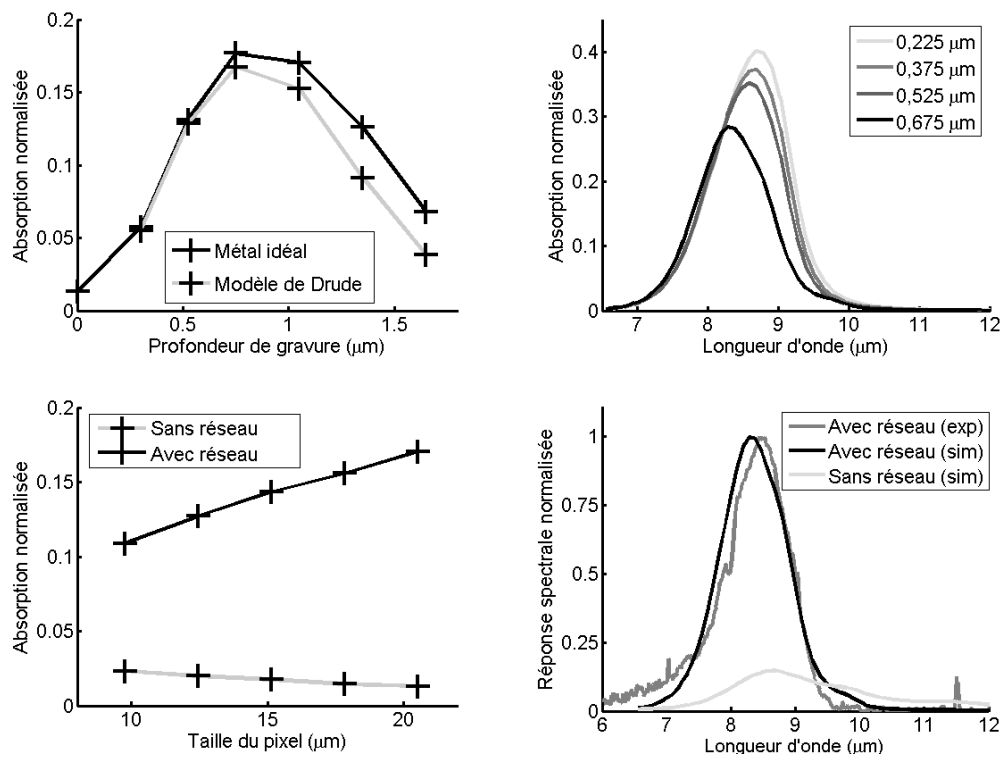 0.2
0.15
0.1
0.05
0
Absorption normalisée
Métal idéal
Modèle de Drude
0
0.5
1
1.5
Profondeur de gravure (μm)
0.4
0.3
0.2
0.1
0
Absorption normalisée
0,225 μm
0,375 μm
0,525 μm
0,675 μm
7
8
9
10
11
12
Longueur d'onde (μm)
0.2
0.15
0.1
0.05
0
Absorption normalisée
Sans réseau
Avec réseau
10
15
20
Taille du pixel (μm)
1
0.75
0.5
0.25
0
Réponse spectrale normalisée
Avec réseau (exp)
Avec réseau (sim)
Sans réseau (sim)
6
7
8
9
10
11
12
Longueur d'onde (μm)